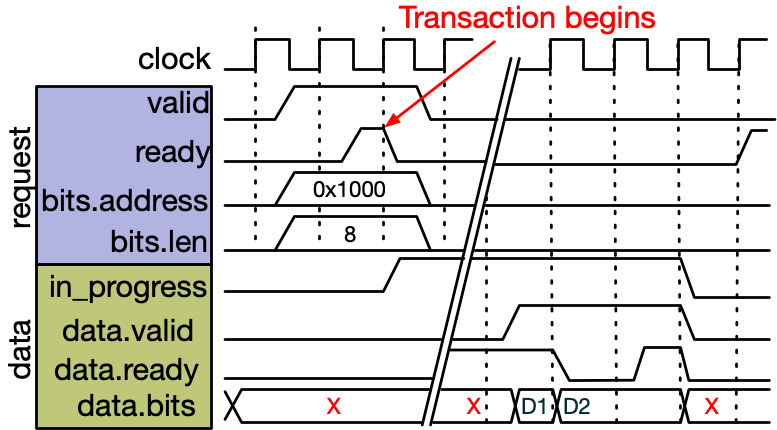 Transaction begins
clock
request
valid
ready
bits.address
0x1000
bits.len
8
data
in_progress
data.valid
data.ready
data.bits
X
X
D1
D2
X